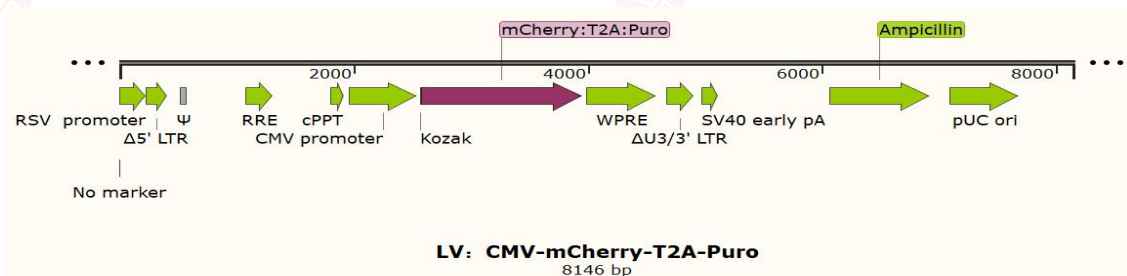 mCherry:T2A:Puro Ampicillin
2000 4000 6000 8000
RSV promoter Ψ RRE cPPT WPRE SV40 early pA pUC ori
Δ5' LTR CMV promoter Kozak ΔU3/3' LTR
No marker
LV: CMV-mCherry-T2A-Puro
8146 bp